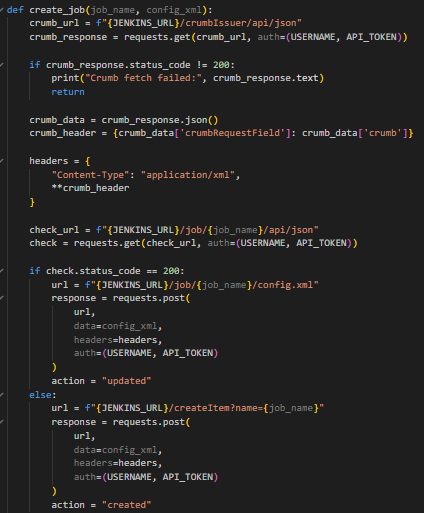 def create_job(job_name, config_xml):
    crumb_url = f"{JENKINS_URL}/crumbIssuer/api/json"
    crumb_response = requests.get(crumb_url, auth=(USERNAME, API_TOKEN))
    if crumb_response.status_code != 200:
        print("Crumb fetch failed:", crumb_response.text)
        return
    crumb_data = crumb_response.json()
    crumb_header = {crumb_data['crumbRequestField']: crumb_data['crumb']}
    headers = {
        "Content-Type": "application/xml",
        **crumb_header
    }
    check_url = f"{JENKINS_URL}/job/{job_name}/api/json"
    check = requests.get(check_url, auth=(USERNAME, API_TOKEN))
    if check.status_code == 200:
        url = f"{JENKINS_URL}/job/{job_name}/config.xml"
        response = requests.post(
            url,
            data=config_xml,
            headers=headers,
            auth=(USERNAME, API_TOKEN)
        )
        action = "updated"
    else:
        url = f"{JENKINS_URL}/createItem?name={job_name}"
        response = requests.post(
            url,
            data=config_xml,
            headers=headers,
            auth=(USERNAME, API_TOKEN)
        )
        action = "created"